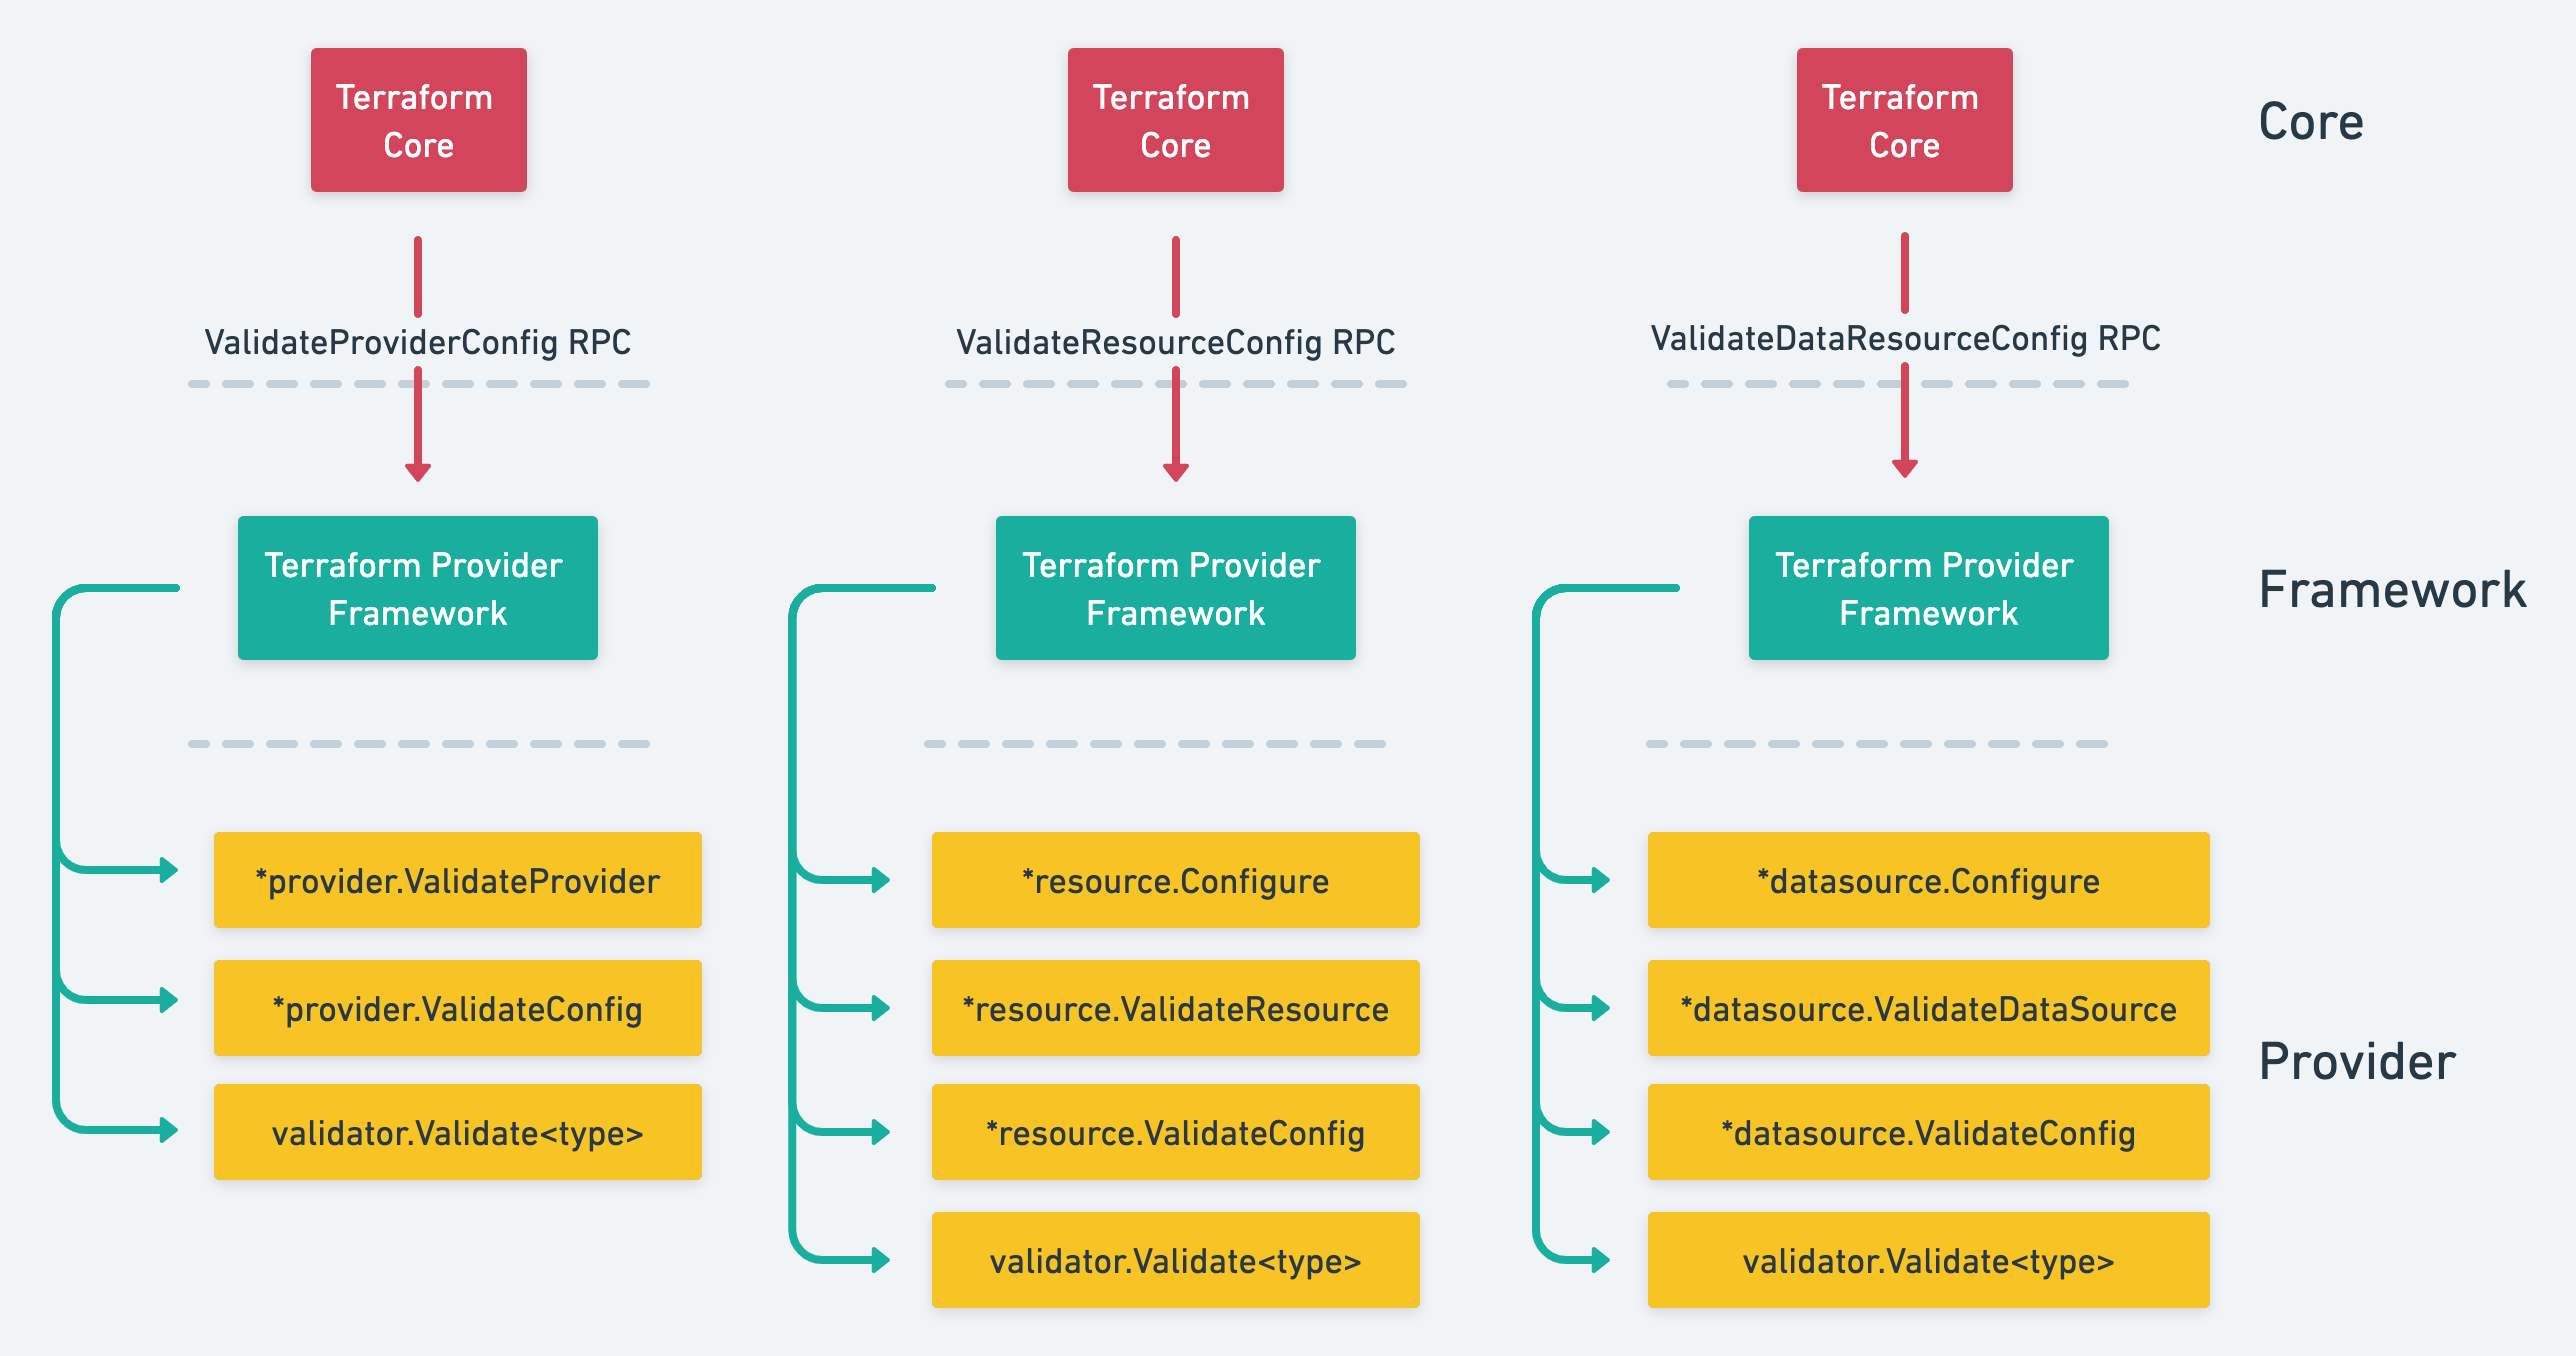 Terraform
Core
Terraform
Core
Terraform
Core
Core
ValidateProviderConfig RPC
ValidateResourceConfig RPC
ValidateDataResourceConfig RPC
Terraform Provider
Framework
Terraform Provider
Framework
Terraform Provider
Framework
Framework
*provider.ValidateProvider
*provider.ValidateConfig
validator.Validate<type>
*resource.Configure
*resource.ValidateResource
*resource.ValidateConfig
validator.Validate<type>
*datasource.Configure
*datasource.ValidateDataSource
*datasource.ValidateConfig
validator.Validate<type>
Provider